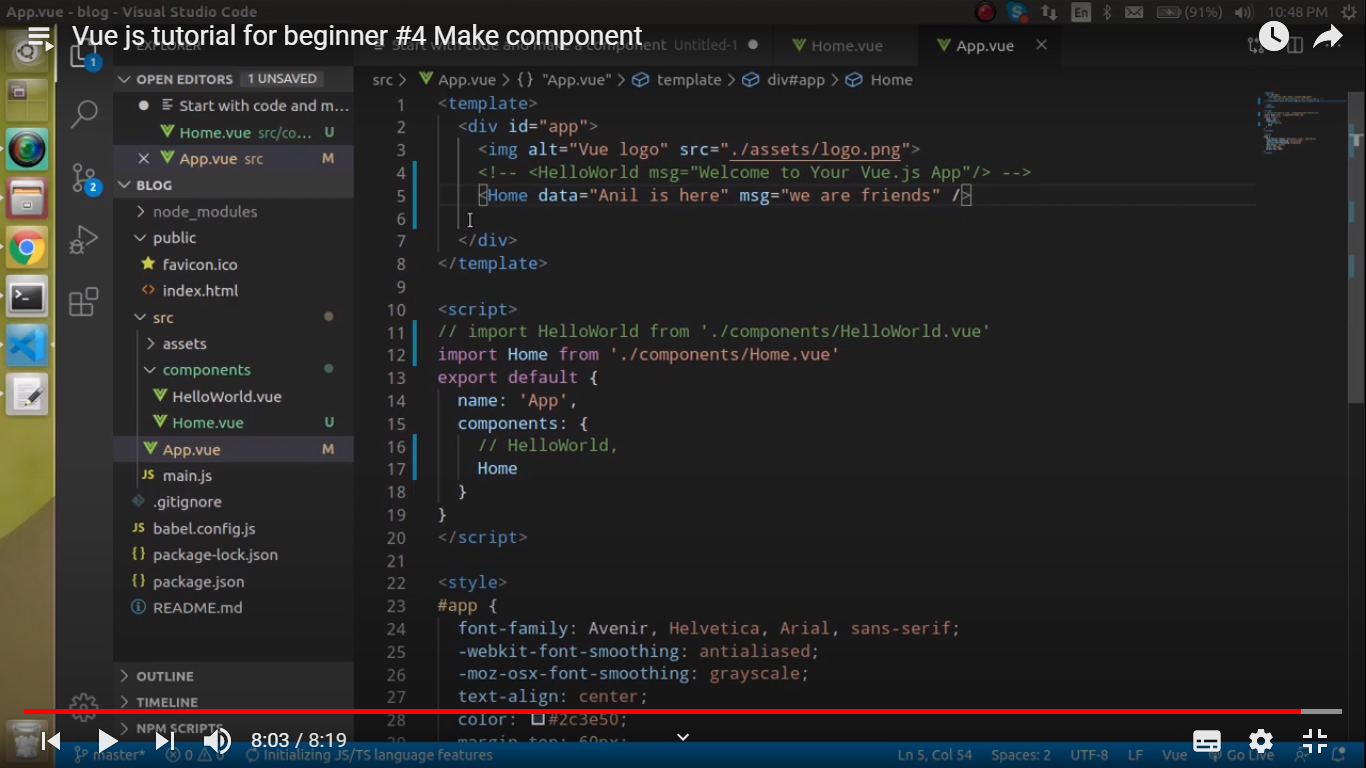 App.vue - blog - Visual Studio Code
En
(91%)
10:48 PM
Vue js tutorial for beginner #4 Make component
EXPLORER
Start with code and make a component Untitled-1
Home.vue
App.vue
1
OPEN EDITORS 1 UNSAVED
Start with code and m...
Home.vue src/co... U
App.vue src M
2
BLOG
node_modules
public
favicon.ico
index.html
src
assets
components
HelloWorld.vue
Home.vue U
App.vue M
JS main.js
.gitignore
JS babel.config.js
{} package-lock.json
{} package.json
README.md
OUTLINE
TIMELINE
NPM SCRIPTS
src > App.vue > {} "App.vue" > template > div#app > Home
1 <template>
2 <div id="app">
3 <img alt="Vue logo" src="./assets/logo.png">
4 <!-- <HelloWorld msg="Welcome to Your Vue.js App"/> -->
5 <Home data="Anil is here" msg="we are friends" />
6
7 </div>
8 </template>
9
10 <script>
11 // import HelloWorld from './components/HelloWorld.vue'
12 import Home from './components/Home.vue'
13 export default {
14 name: 'App',
15 components: {
16 // HelloWorld,
17 Home
18 }
19 }
20 </script>
21
22 <style>
23 #app {
24 font-family: Avenir, Helvetica, Arial, sans-serif;
25 -webkit-font-smoothing: antialiased;
26 -moz-osx-font-smoothing: grayscale;
27 text-align: center;
28 color: #2c3e50;
29 margin-top: 60px;
8:03 / 8:19
master* 0 0 Initializing JS/TS language features
Ln 5, Col 54 Spaces: 2 UTF-8 LF Vue Go Live